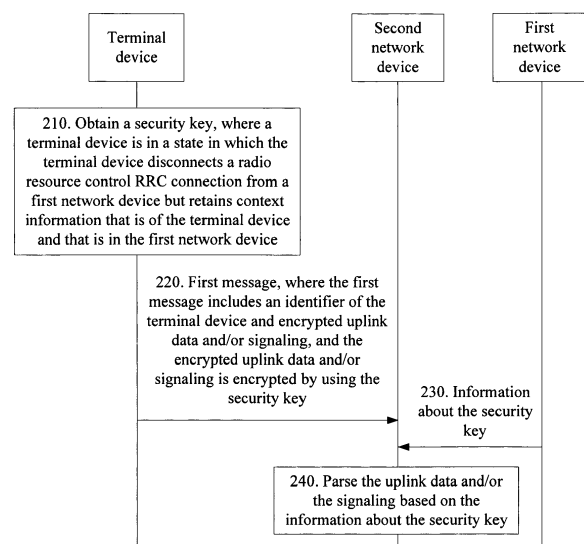 Terminal
device
Second
network
device
First
network
device
210. Obtain a security key, where a
terminal device is in a state in which the
terminal device disconnects a radio
resource control RRC connection from a
first network device but retains context
information that is of the terminal device
and that is in the first network device
220. First message, where the first
message includes an identifier of the
terminal device and encrypted uplink
data and/or signaling, and the
encrypted uplink data and/or
signaling is encrypted by using the
security key
230. Information
about the security
key
240. Parse the uplink data and/or
the signaling based on the
information about the security key